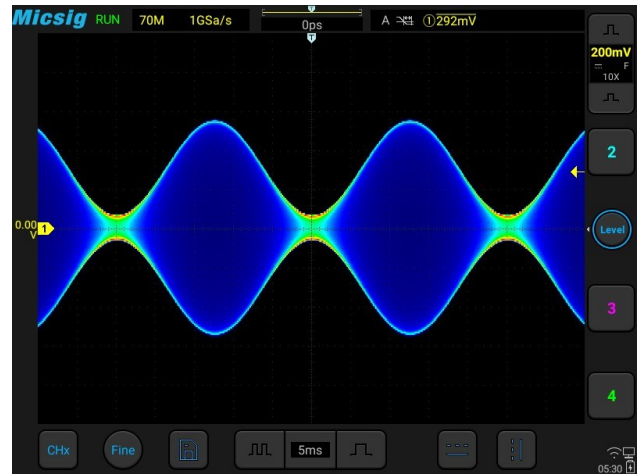 Micsig RUN 70M 1GSa/s 0ps A ①292mV
T
T
200mV
F
10X
2
0.00
V 1
Level
3
4
CHx Fine 5ms
05:30